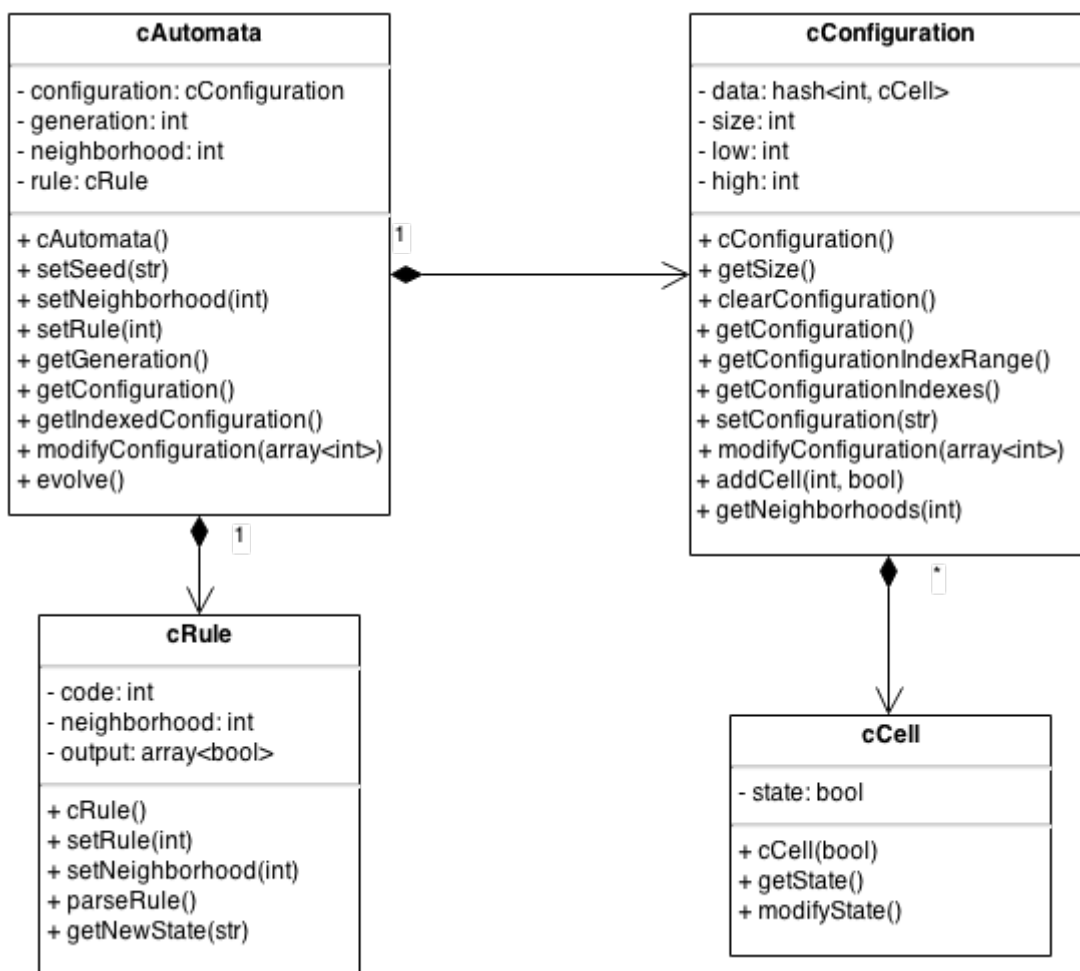 cAutomata
- configuration: cConfiguration
- generation: int
- neighborhood: int
- rule: cRule
+ cAutomata()
+ setSeed(str)
+ setNeighborhood(int)
+ setRule(int)
+ getGeneration()
+ getConfiguration()
+ getIndexedConfiguration()
+ modifyConfiguration(array<int>)
+ evolve()
1
1
cConfiguration
- data: hash<int, cCell>
- size: int
- low: int
- high: int
+ cConfiguration()
+ getSize()
+ clearConfiguration()
+ getConfiguration()
+ getConfigurationIndexRange()
+ getConfigurationIndexes()
+ setConfiguration(str)
+ modifyConfiguration(array<int>)
+ addCell(int, bool)
+ getNeighborhoods(int)
*
cRule
- code: int
- neighborhood: int
- output: array<bool>
+ cRule()
+ setRule(int)
+ setNeighborhood(int)
+ parseRule()
+ getNewState(str)
cCell
- state: bool
+ cCell(bool)
+ getState()
+ modifyState()